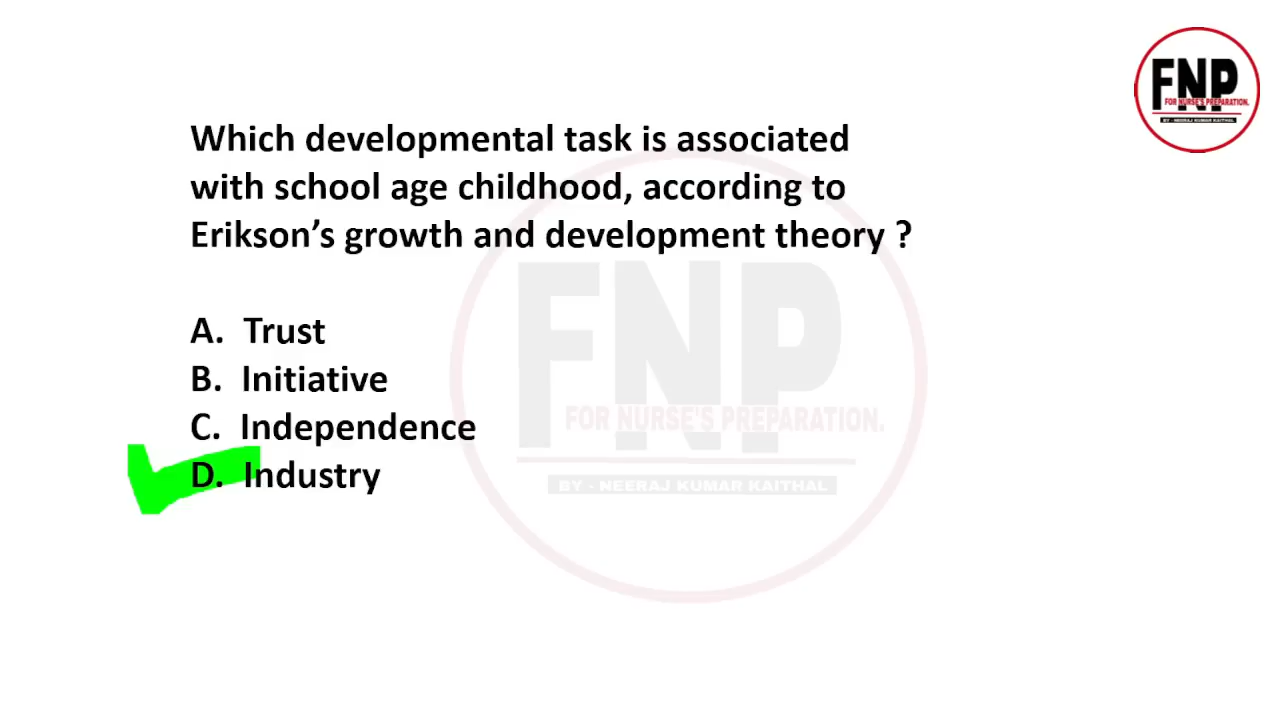 FNP
FOR NURSE'S PREPARATION.
BY - NEERAJ KUMAR KAITHAL
Which developmental task is associated
with school age childhood, according to
Erikson’s growth and development theory ?
A. Trust
B. Initiative
C. Independence
D. Industry
FNP
FOR NURSE'S PREPARATION.
BY - NEERAJ KUMAR KAITHAL